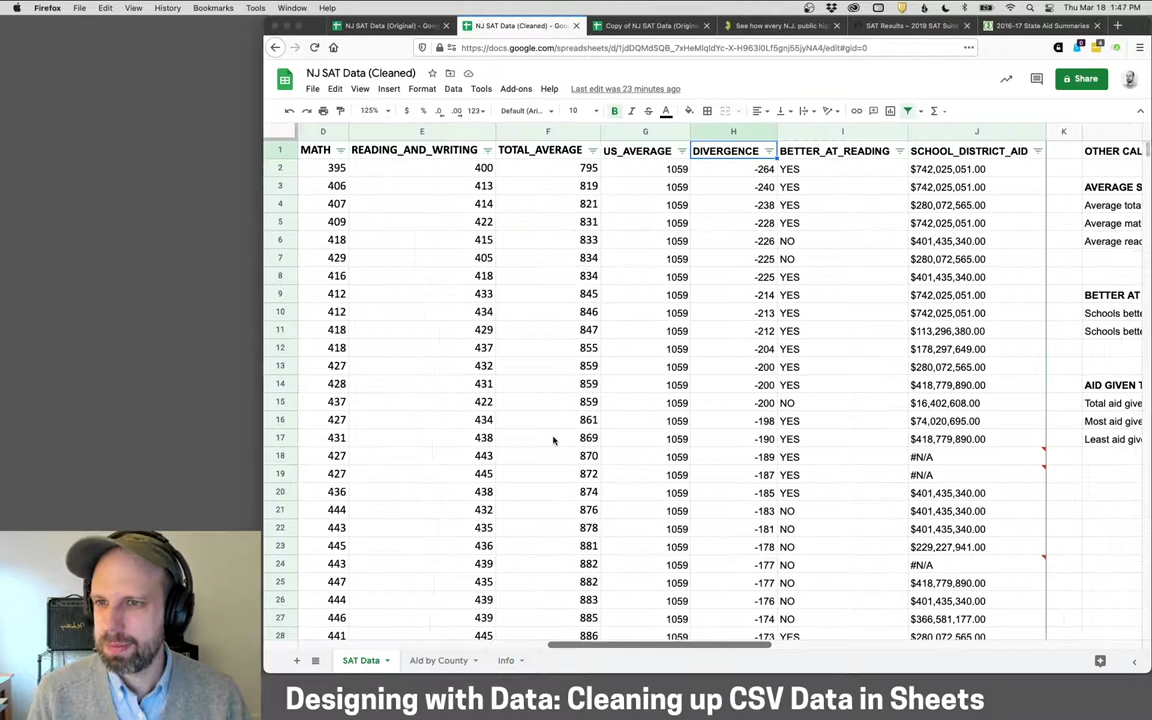 Firefox File Edit View History Bookmarks Tools Window Help Thu Mar 18 1:47 PM
NJ SAT Data (Original) - Goo NJ SAT Data (Cleaned) - Goo Copy of NJ SAT Data (Origina See how every N.J. public hig SAT Results – 2019 SAT Suite 2016-17 State Aid Summaries
https://docs.google.com/spreadsheets/d/1jdDQMdSQB_7xHeMlqIdYc-X-H963I0Lf5gnj55jyNA4/edit#gid=0
NJ SAT Data (Cleaned)
Share
File Edit View Insert Format Data Tools Add-ons Help Last edit was 23 minutes ago
125% $ % .0 .00 123 Default (Ari... 10 B I S A
D E F G H I J K
1 MATH READING_AND_WRITING TOTAL_AVERAGE US_AVERAGE DIVERGENCE BETTER_AT_READING SCHOOL_DISTRICT_AID OTHER CAL
2 395 400 795 1059 -264 YES $742,025,051.00
3 406 413 819 1059 -240 YES $742,025,051.00 AVERAGE S
4 407 414 821 1059 -238 YES $280,072,565.00 Average tota
5 409 422 831 1059 -228 YES $742,025,051.00 Average mat
6 418 415 833 1059 -226 NO $401,435,340.00 Average reac
7 429 405 834 1059 -225 NO $280,072,565.00
8 416 418 834 1059 -225 YES $401,435,340.00
9 412 433 845 1059 -214 YES $742,025,051.00 BETTER AT
10 412 434 846 1059 -213 YES $742,025,051.00 Schools bette
11 418 429 847 1059 -212 YES $113,296,380.00 Schools bette
12 418 437 855 1059 -204 YES $178,297,649.00
13 427 432 859 1059 -200 YES $280,072,565.00
14 428 431 859 1059 -200 YES $418,779,890.00 AID GIVEN T
15 437 422 859 1059 -200 NO $16,402,608.00 Total aid give
16 427 434 861 1059 -198 YES $74,020,695.00 Most aid give
17 431 438 869 1059 -190 YES $418,779,890.00 Least aid give
18 427 443 870 1059 -189 YES #N/A
19 427 445 872 1059 -187 YES #N/A
20 436 438 874 1059 -185 YES $401,435,340.00
21 444 432 876 1059 -183 NO $401,435,340.00
22 443 435 878 1059 -181 NO $401,435,340.00
23 445 436 881 1059 -178 NO $229,227,941.00
24 443 439 882 1059 -177 NO #N/A
25 447 435 882 1059 -177 NO $418,779,890.00
26 444 439 883 1059 -176 NO $401,435,340.00
27 446 439 885 1059 -174 NO $366,581,177.00
28 441 445 886 1059 -173 YES $280,072,565.00
SAT Data Aid by County Info
Designing with Data: Cleaning up CSV Data in Sheets